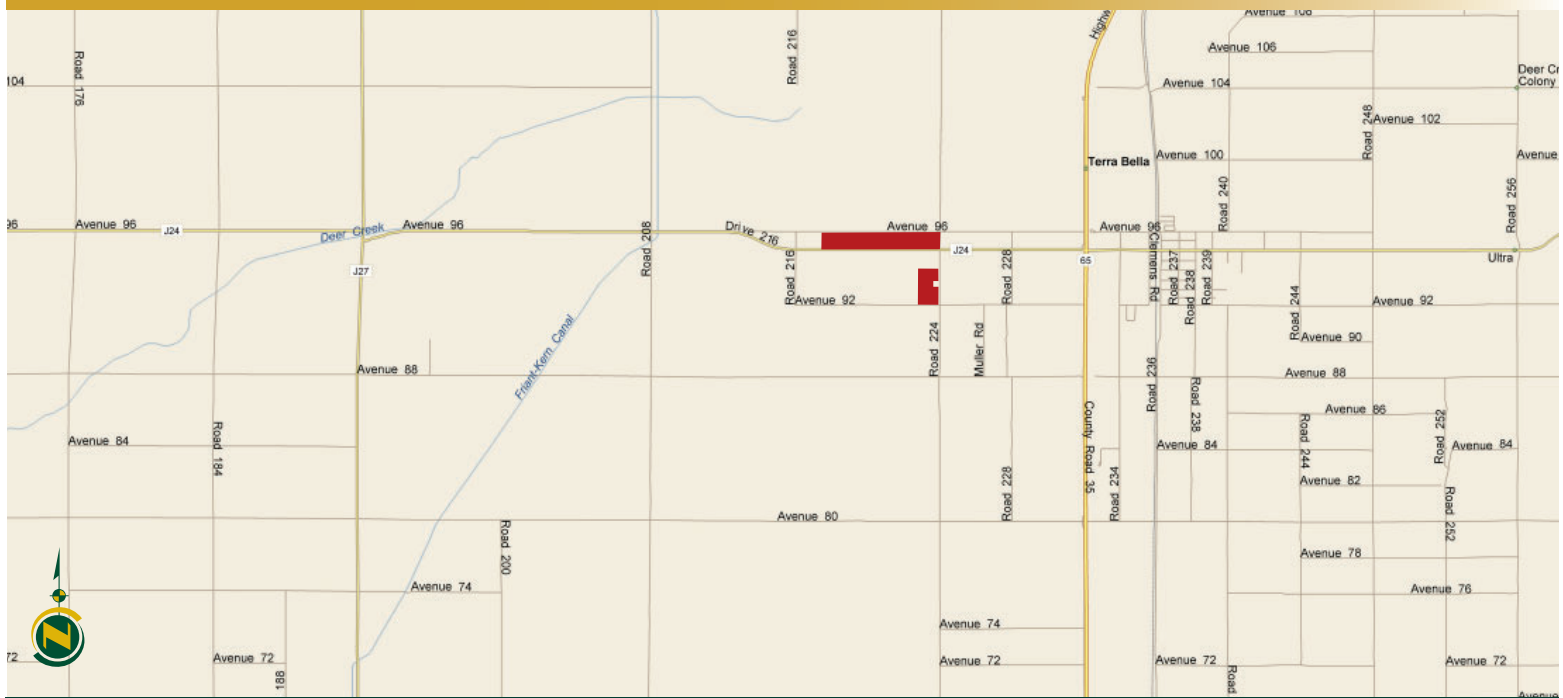 Avenue 108
Highw
Road 216
Avenue 106
Road 176
104
Avenue 104
Deer Cr
Colony
Road 248
Avenue 102
Avenue 100
Avenue
Terra Bella
Road 240
Road 256
96
Avenue 96
J24
Deer Creek
Avenue 96
Road 208
Drive 216
Avenue 96
Avenue 96
J24
J27
65
Clemens Rd
Road 216
Road 228
Road 237
Road 238
Road 239
Ultra
Avenue 92
Road 244
Avenue 92
Friant-Kern Canal
Road 224
Muller Rd
Avenue 90
Avenue 88
Road 236
Avenue 88
Road 238
Avenue 86
Road 252
County Road 35
Avenue 84
Road 184
Avenue 84
Road 244
Avenue 84
Road 228
Road 234
Avenue 82
Road 252
Avenue 80
Road 200
Avenue 78
Avenue 74
Avenue 76
N
Avenue 74
72
Avenue 72
188
Avenue 72
Avenue 72
Road
Avenue 72
Avenue